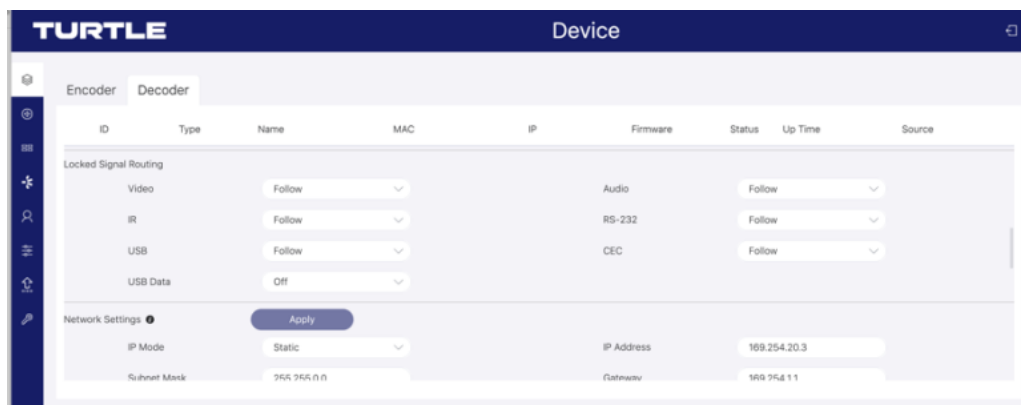 TURTLE Device
Encoder Decoder
ID Type Name MAC IP Firmware Status Up Time Source
Locked Signal Routing
Video Follow Audio Follow
IR Follow RS-232 Follow
USB Follow CEC Follow
USB Data Off
Network Settings Apply
IP Mode Static IP Address 169.254.20.3
Subnet Mask 255.255.0.0 Gateway 169.254.1.1